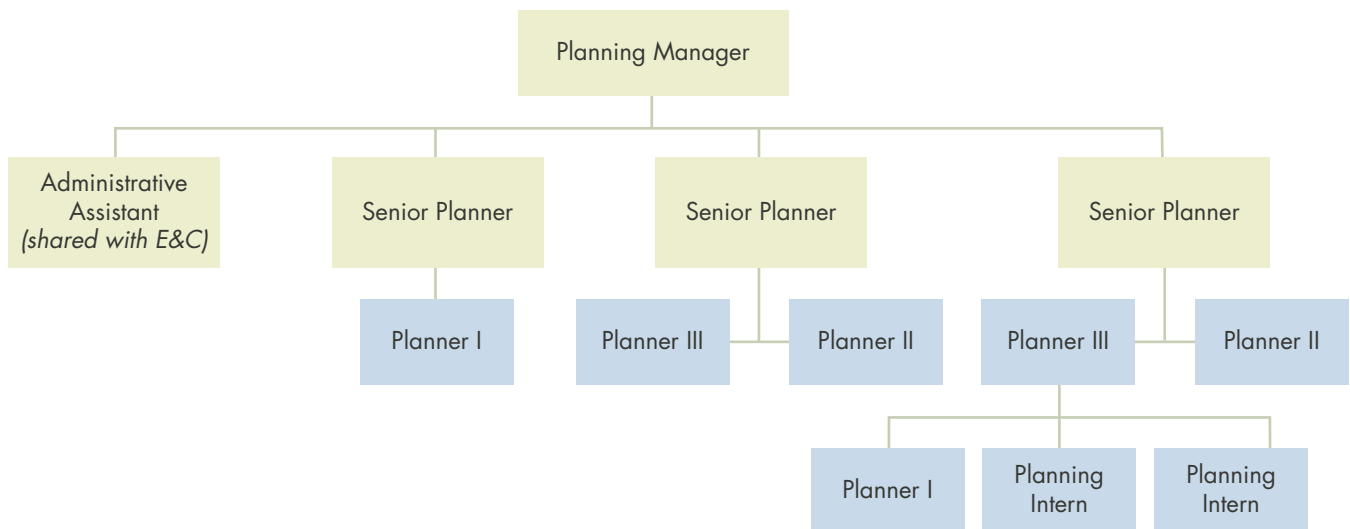 Planning Manager
Administrative
Assistant
(shared with E&C)
Senior Planner
Senior Planner
Senior Planner
Planner I
Planner III
Planner II
Planner III
Planner II
Planner I
Planning
Intern
Planning
Intern